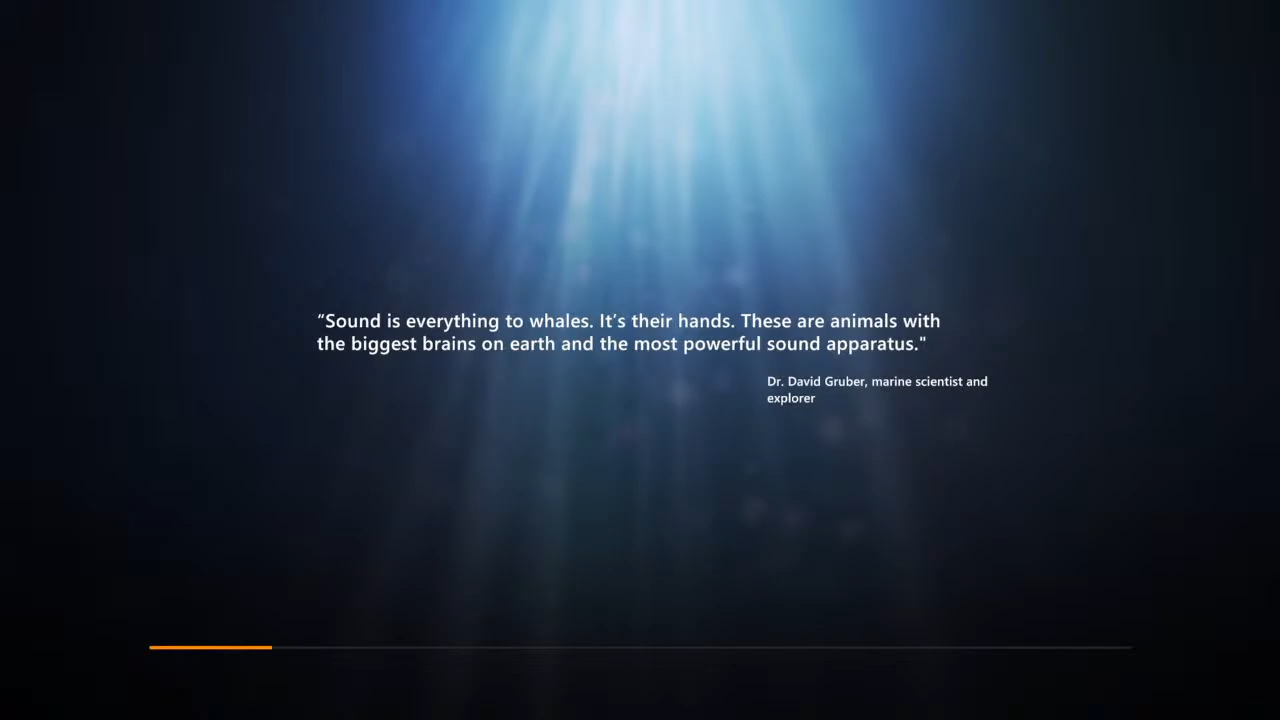 “Sound is everything to whales. It’s their hands. These are animals with
the biggest brains on earth and the most powerful sound apparatus."
Dr. David Gruber, marine scientist and
explorer